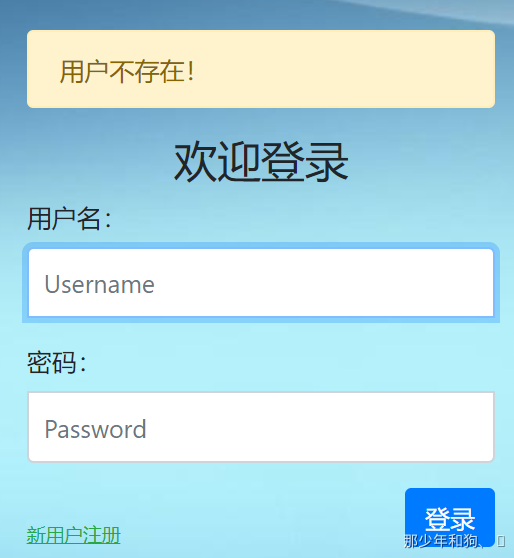 用户不存在！
欢迎登录
用户名：
Username
密码：
Password
登录
新用户注册
那少年和狗、